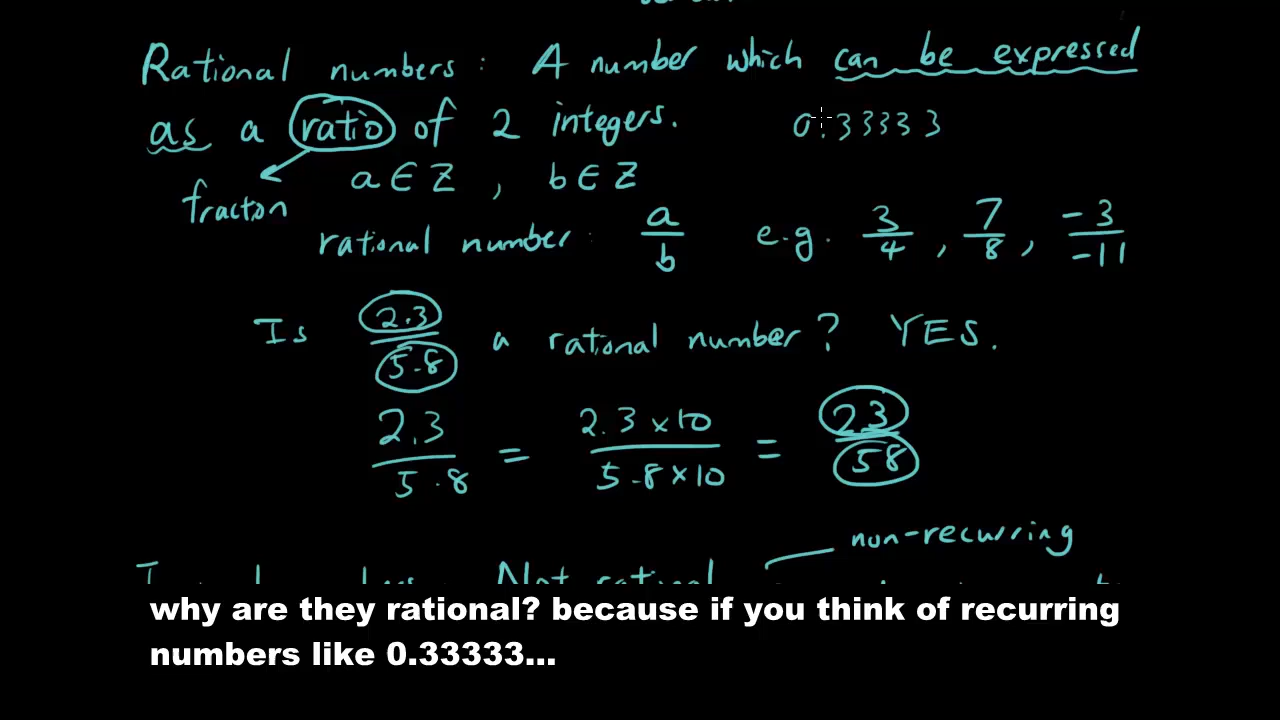 Rational numbers : A number which can be expressed
as a ratio of 2 integers. 0.33333
a ∈ Z , b ∈ Z
fracton
rational number : a/b e.g. 3/4 , 7/8 , -3/-11
Is 2.3/5.8 a rational number? YES.
2.3/5.8 = 2.3×10/5.8×10 = 23/58
non-recurring
Not rational
why are they rational? because if you think of recurring
numbers like 0.33333...